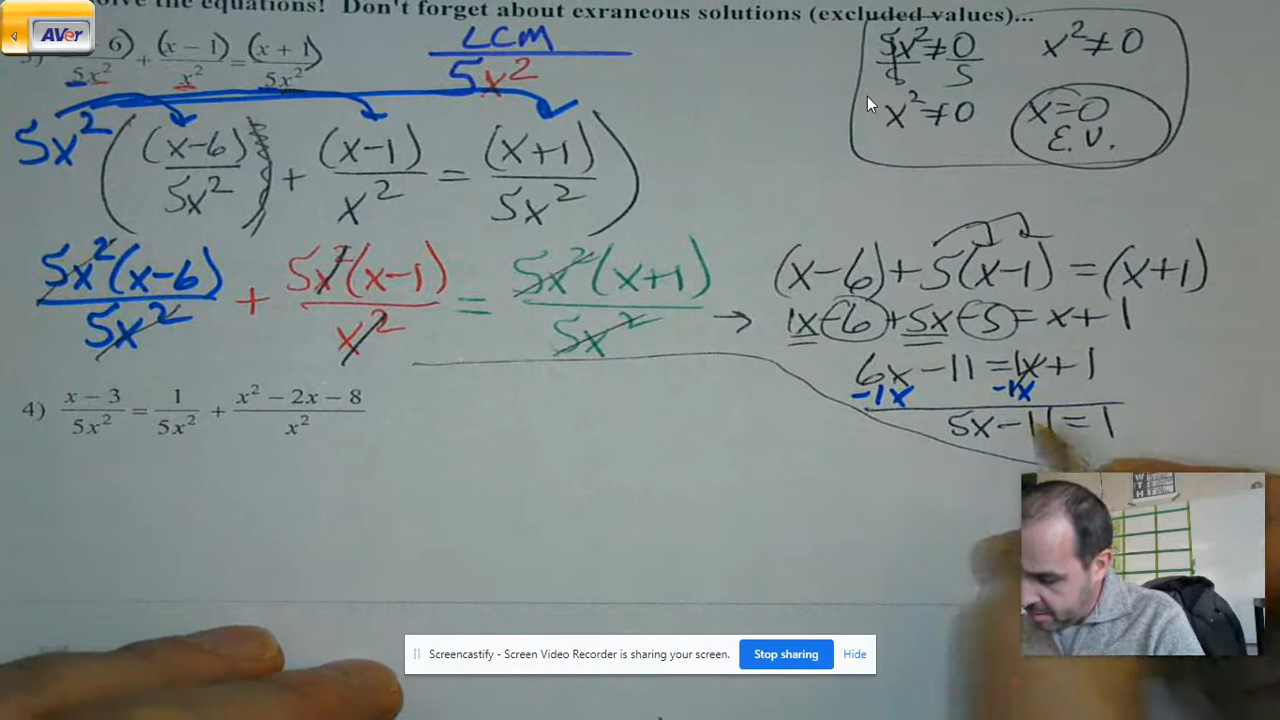 the equations! Don't forget about exraneous solutions (excluded values)...
AVer
6) + (x − 1) = (x + 1)
5x² x² 5x²
LCM
5x²
5x² ≠ 0 x² ≠ 0
5 5
x² ≠ 0 x = 0
E.V.
5x² ( (x-6)/5x² + (x-1)/x² = (x+1)/5x² )
5x²(x-6)/5x² + 5x²(x-1)/x² = 5x²(x+1)/5x²
(x-6)+5(x-1) = (x+1)
→ 1x-6+5x-5 = x+1
6x-11 = 1x+1
-1x -1x
5x-11 = 1
4) (x − 3)/5x² = 1/5x² + (x² − 2x − 8)/x²
W
T
H
Screencastify - Screen Video Recorder is sharing your screen. Stop sharing Hide